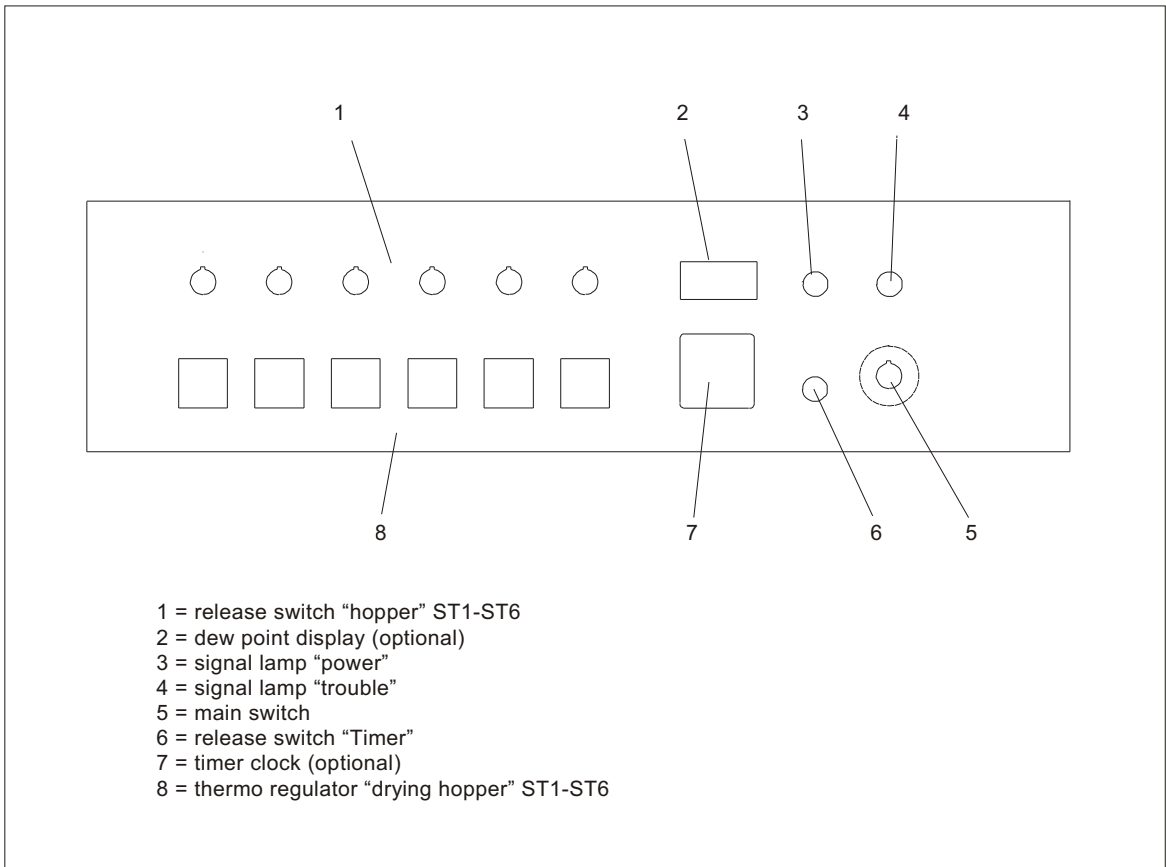 1 2 3 4
8 7 6 5
1 = release switch “hopper” ST1-ST6
2 = dew point display (optional)
3 = signal lamp “power”
4 = signal lamp “trouble”
5 = main switch
6 = release switch “Timer”
7 = timer clock (optional)
8 = thermo regulator “drying hopper” ST1-ST6